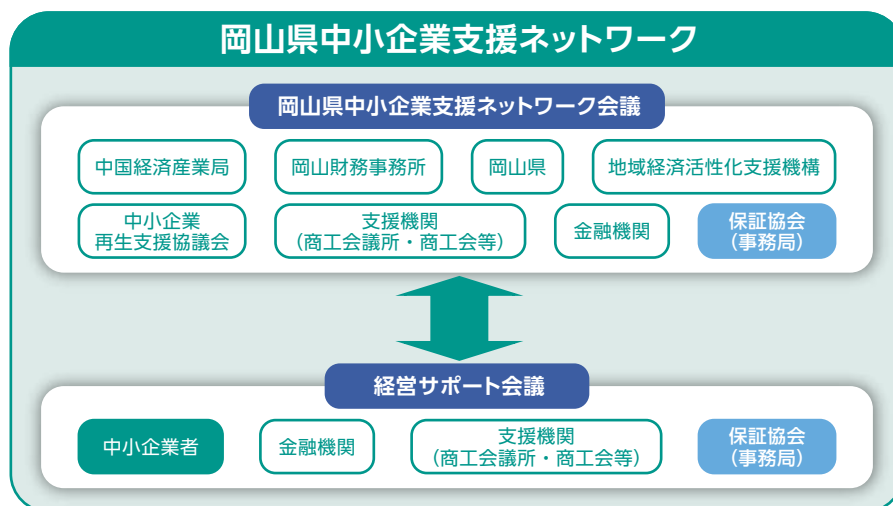 岡山県中小企業支援ネットワーク
岡山県中小企業支援ネットワーク会議
中国経済産業局
岡山財務事務所
岡山県
地域経済活性化支援機構
中小企業
再生支援協議会
支援機関
（商工会議所・商工会等）
金融機関
保証協会
（事務局）
経営サポート会議
中小企業者
金融機関
支援機関
（商工会議所・商工会等）
保証協会
（事務局）